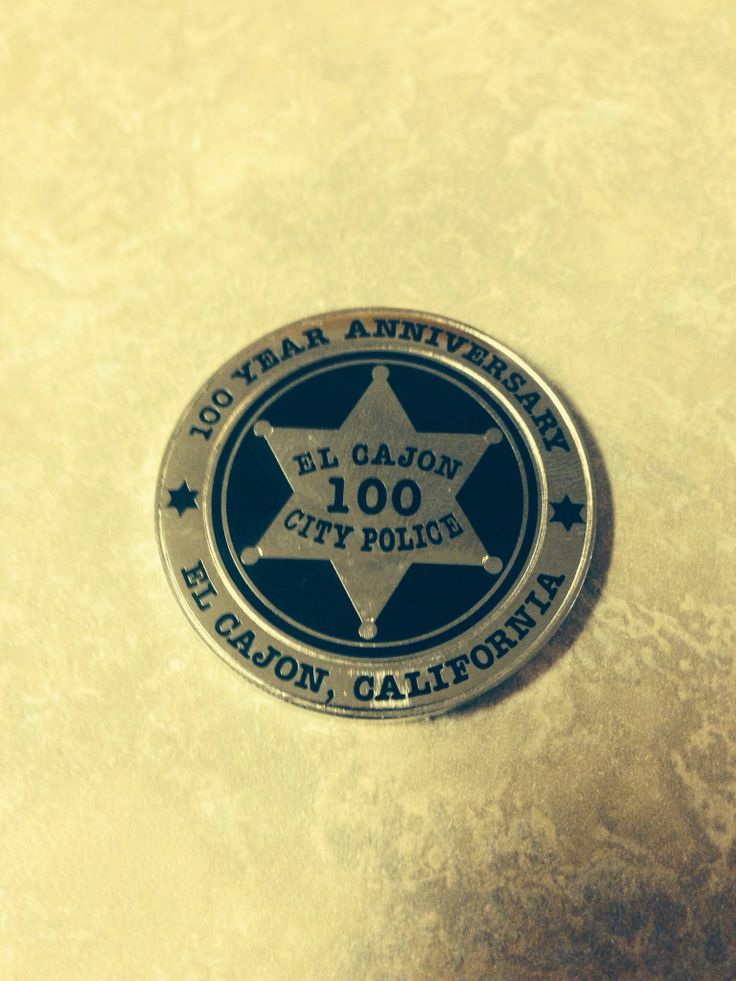 100 YEAR ANNIVERSARY
EL CAJON
100
CITY POLICE
EL CAJON, CALIFORNIA